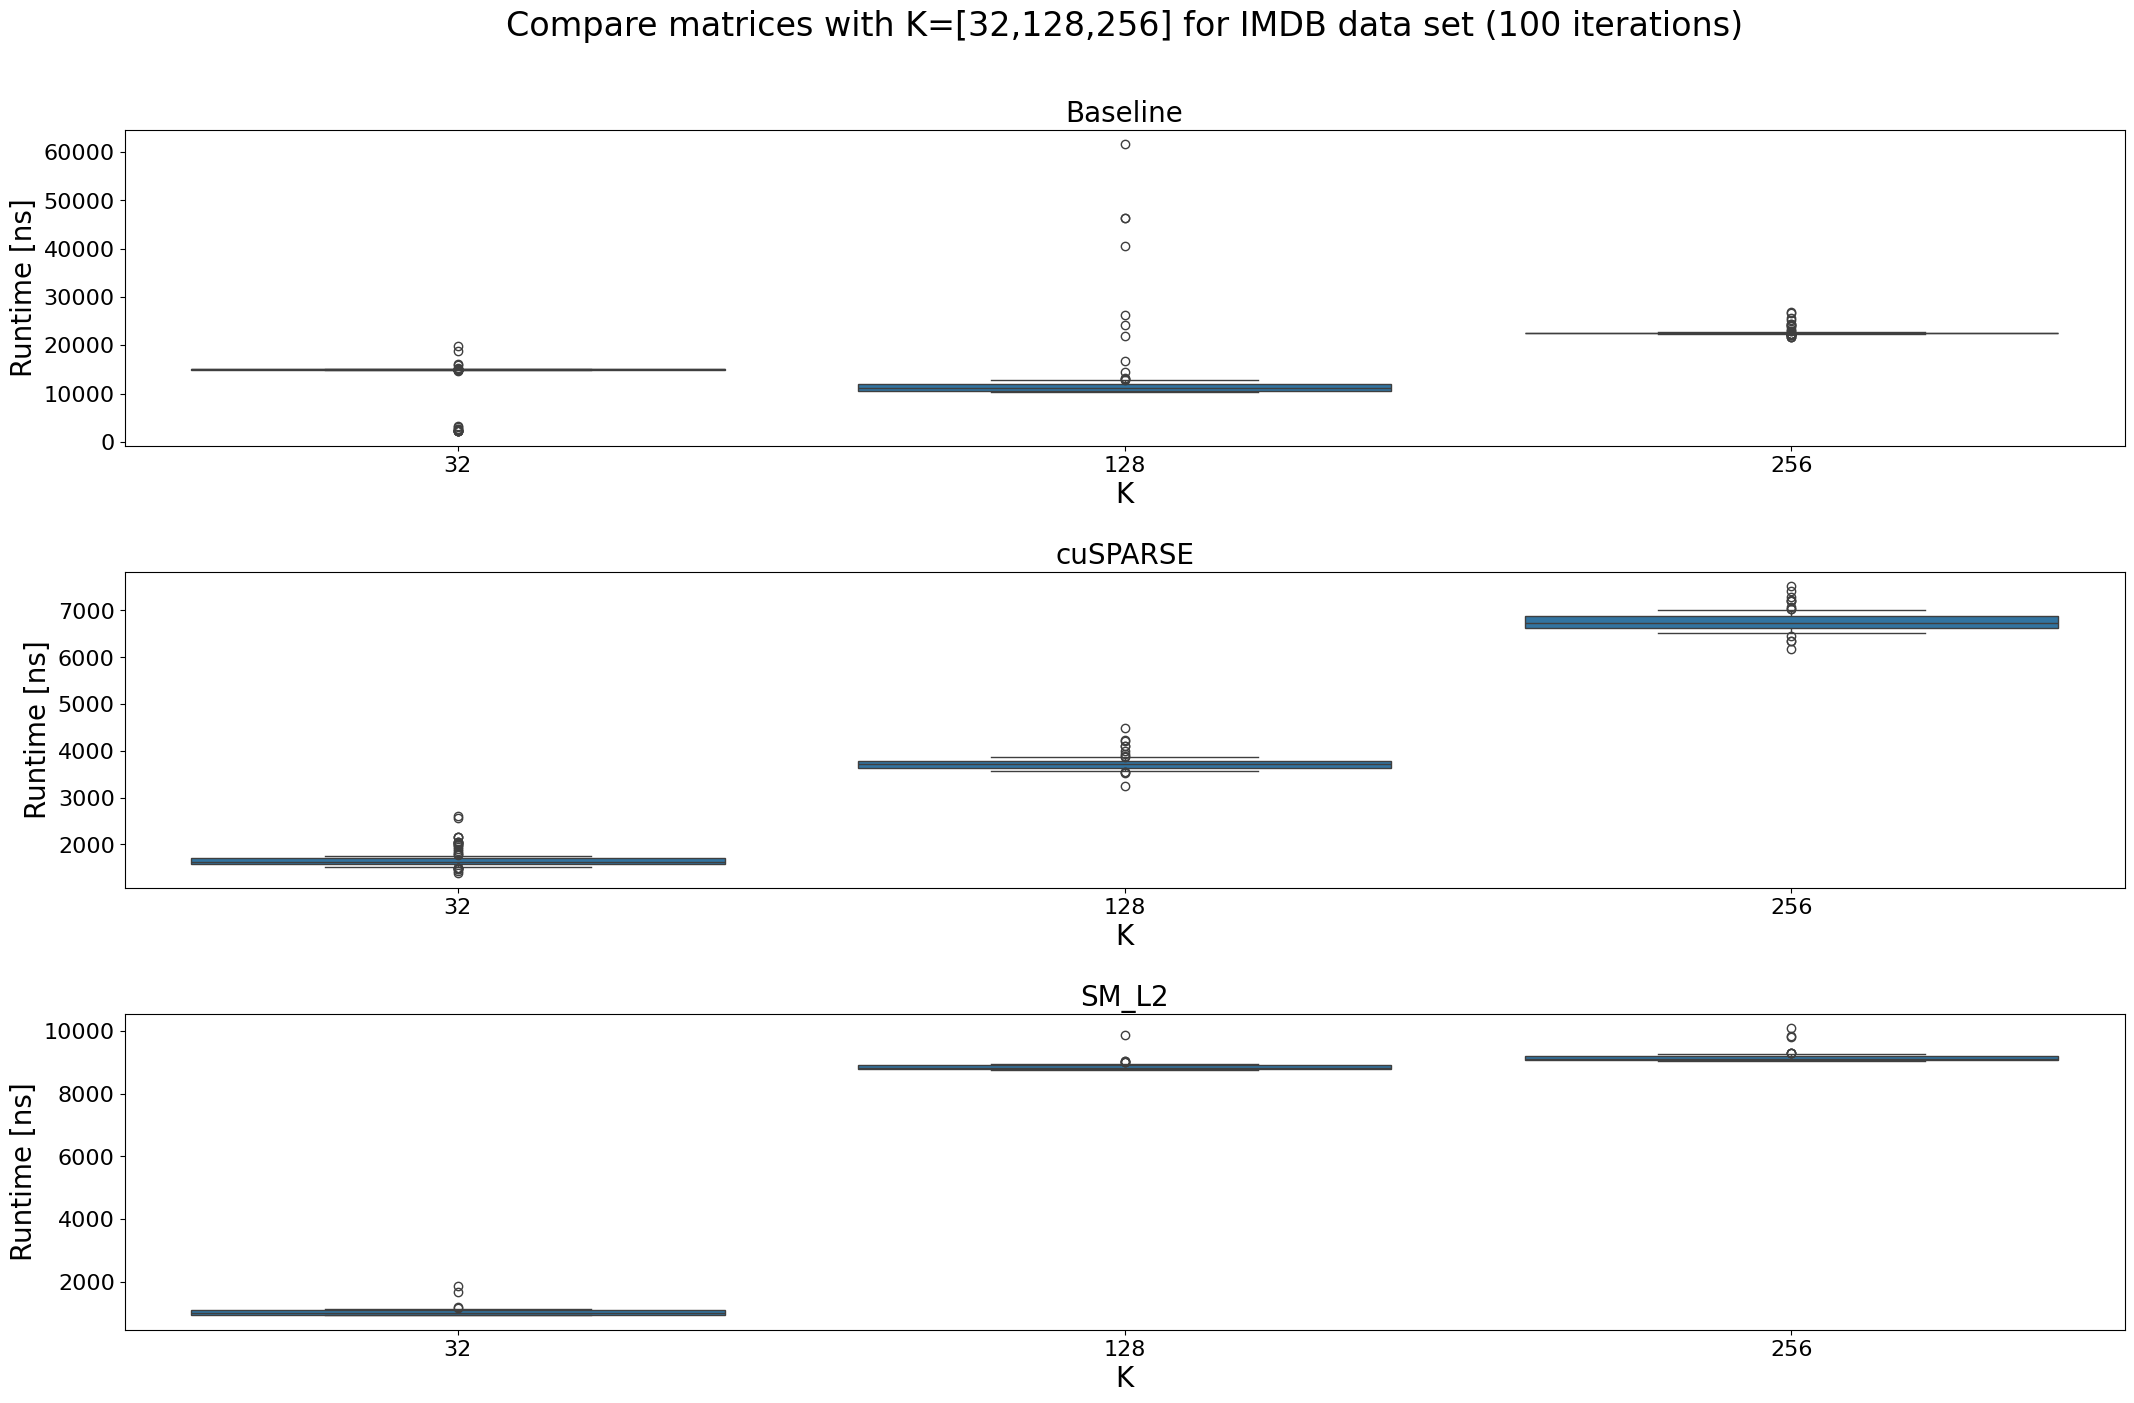 Compare matrices with K=[32,128,256] for IMDB data set (100 iterations)
Baseline
Runtime [ns]
60000
50000
40000
30000
20000
10000
0
32 128 256
K
cuSPARSE
Runtime [ns]
7000
6000
5000
4000
3000
2000
32 128 256
K
SM_L2
Runtime [ns]
10000
8000
6000
4000
2000
32 128 256
K